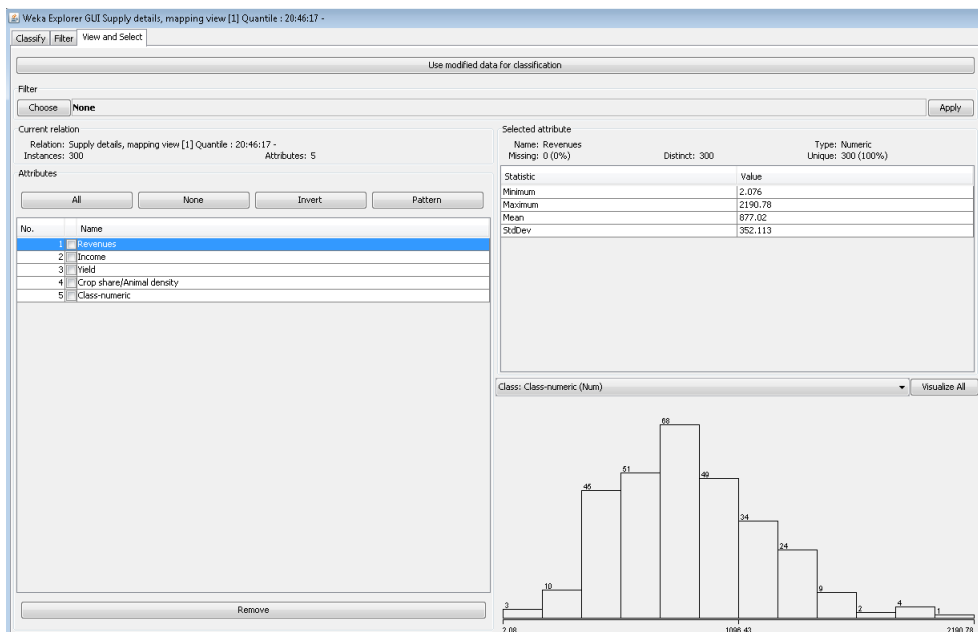 Weka Explorer GUI Supply details, mapping view [1] Quantile : 20:46:17 -
Classify Filter View and Select
Use modified data for classification
Filter
Choose None Apply
Current relation
Relation: Supply details, mapping view [1] Quantile : 20:46:17 -
Instances: 300 Attributes: 5
Attributes
All None Invert Pattern
No. Name
1 Revenues
2 Income
3 Yield
4 Crop share/Animal density
5 Class-numeric
Remove
Selected attribute
Name: Revenues Type: Numeric
Missing: 0 (0%) Distinct: 300 Unique: 300 (100%)
Statistic Value
Minimum 2.076
Maximum 2190.78
Mean 877.02
StdDev 352.113
Class: Class-numeric (Num) Visualize All
3 10 45 51 68 49 34 24 9 2 4 1
2.08 1096.43 2190.78